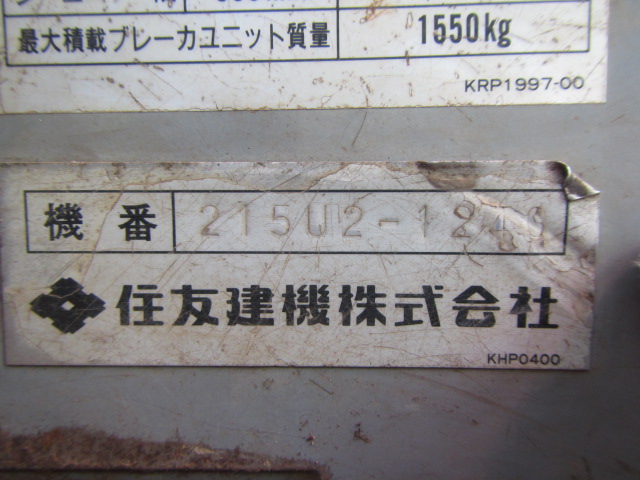 最大積載ブレーカユニット質量 1550kg
KRP1997-00
機番 215U2-
住友建機株式会社
KHP0400